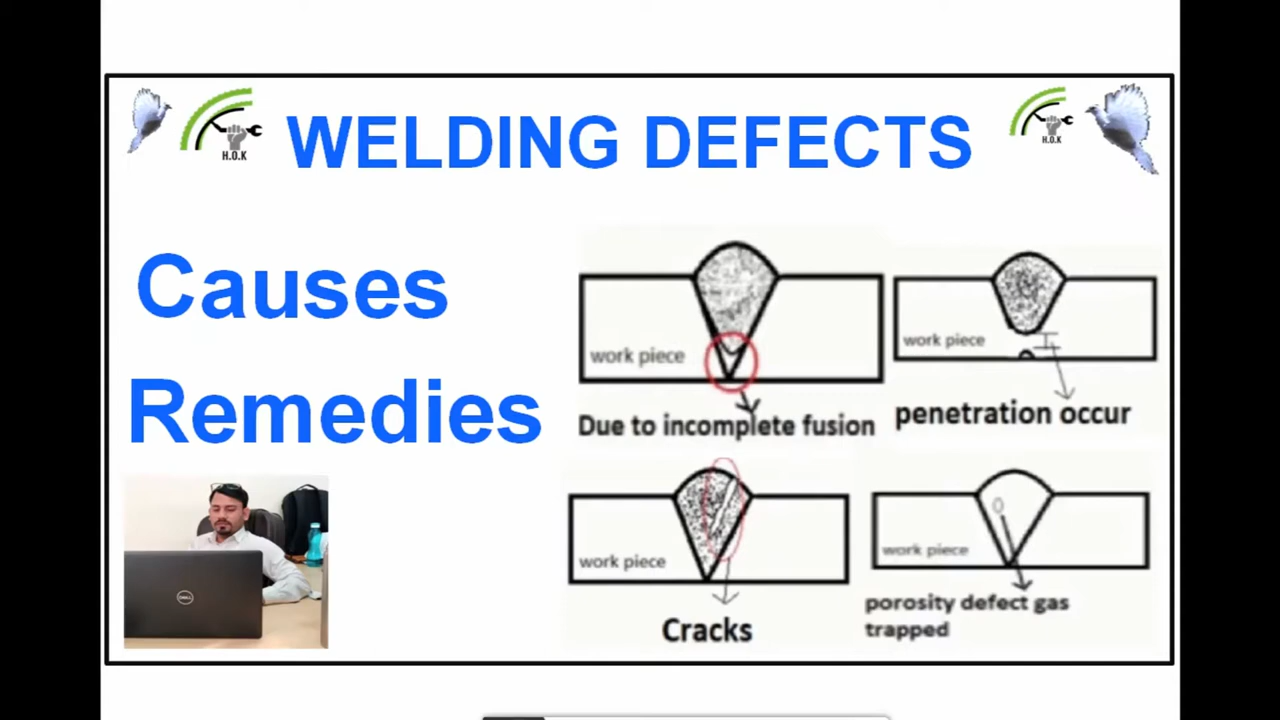 WELDING DEFECTS
H.O.K
H.O.K
Causes
Remedies
work piece
Due to incomplete fusion
work piece
penetration occur
work piece
Cracks
work piece
porosity defect gas
trapped
DELL